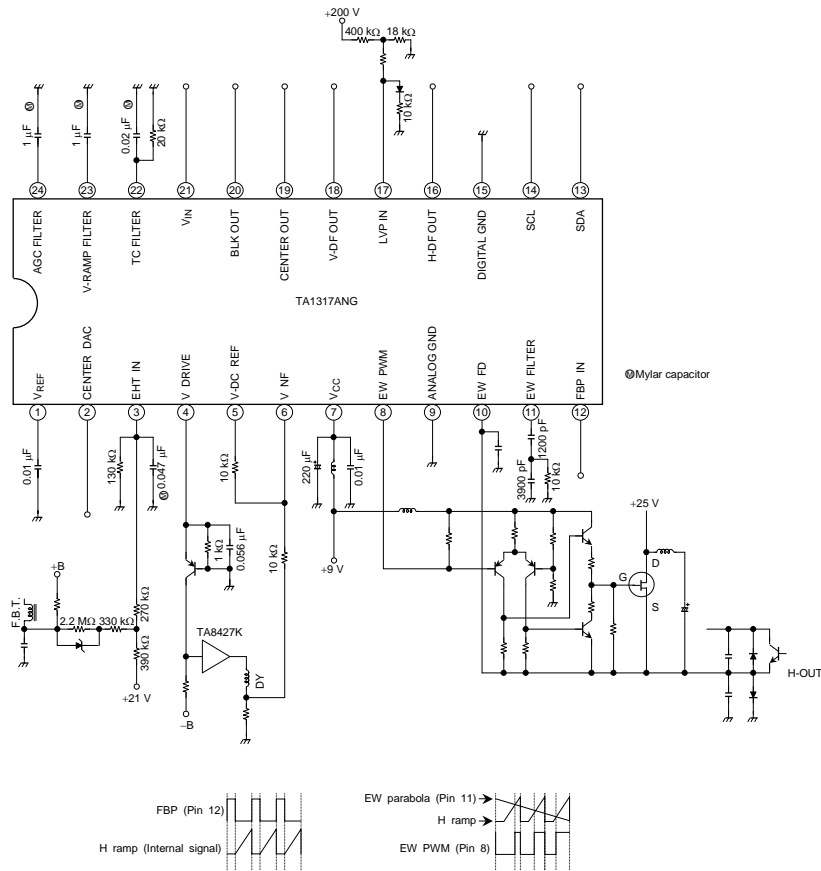 +200 V
400 kΩ 18 kΩ
10 kΩ
Ⓜ
1 μF
Ⓜ
1 μF
Ⓜ
0.02 μF
20 kΩ
24 23 22 21 20 19 18 17 16 15 14 13
AGC FILTER
V-RAMP FILTER
TC FILTER
VIN
BLK OUT
CENTER OUT
V-DF OUT
LVP IN
H-DF OUT
DIGITAL GND
SCL
SDA
TA1317ANG
VREF
CENTER DAC
EHT IN
V DRIVE
V-DC REF
V NF
VCC
EW PWM
ANALOG GND
EW FD
EW FILTER
FBP IN
1 2 3 4 5 6 7 8 9 10 11 12
ⓂMylar capacitor
0.01 μF
130 kΩ
Ⓜ 0.047 μF
10 kΩ
220 μF
0.01 μF
1200 pF
3900 pF
10 kΩ
1 kΩ
0.056 μF
10 kΩ
+9 V
+25 V
D
G
S
+B
F.B.T.
2.2 MΩ 330 kΩ
270 kΩ
390 kΩ
+21 V
TA8427K
DY
−B
H-OUT
FBP (Pin 12)
H ramp (Internal signal)
EW parabola (Pin 11)
H ramp
EW PWM (Pin 8)